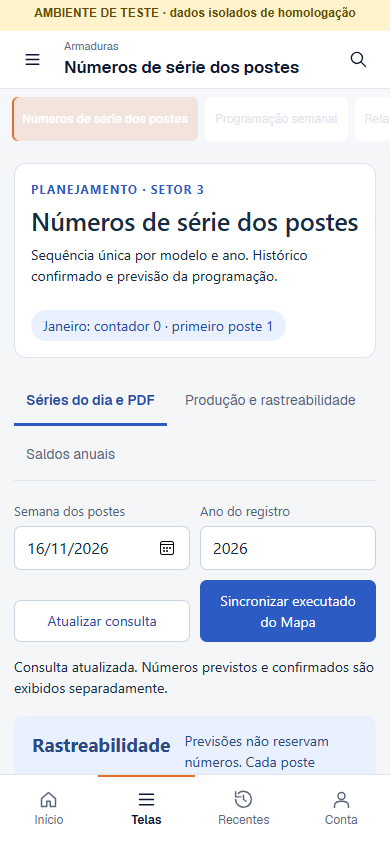 AMBIENTE DE TESTE · dados isolados de homologação
Armaduras
Números de série dos postes
Números de série dos postes
Programação semanal
Rela
PLANEJAMENTO · SETOR 3
Números de série dos postes
Sequência única por modelo e ano. Histórico
confirmado e previsão da programação.
Janeiro: contador 0 · primeiro poste 1
Séries do dia e PDF
Produção e rastreabilidade
Saldos anuais
Semana dos postes
Ano do registro
16/11/2026
2026
Atualizar consulta
Sincronizar executado
do Mapa
Consulta atualizada. Números previstos e confirmados são
exibidos separadamente.
Rastreabilidade
Previsões não reservam
números. Cada poste
Início
Telas
Recentes
Conta